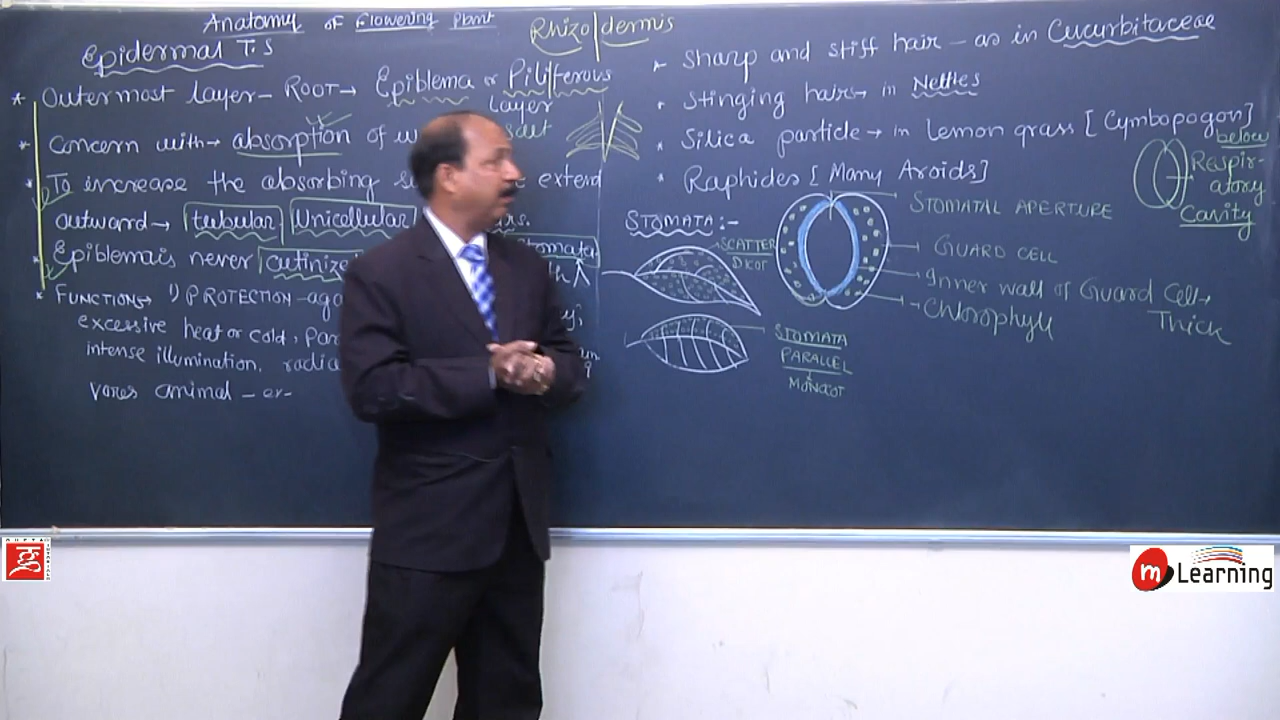 Anatomy of Flowering Plant
Rhizo|dermis
Epidermal T.S
* Outermost layer - ROOT→ Epiblema or Piliferous
layer
* Concern with→ absorption of
salt
* To increase the absorbing extend
outward→ tubular Unicellular
Stomata
* Epiblema is never cutinize
* FUNCTION→ 1) PROTECTION - aga
excessive heat or cold,
intense illumination, radia
animal - er-
* Sharp and stiff hair - as in Cucurbitaceae
* Stinging hair→ in Nettles
* Silica particle→ in lemon grass [Cymbopogon]
* Raphides [Many Aroids]
below
Respir-
atory
Cavity
STOMATA:-
SCATTER
DICOT
STOMATAL APERTURE
GUARD CELL
Inner wall of Guard Cell→
Thick
Chlorophyll
STOMATA
PARALLEL
MONOCOT
m Learning